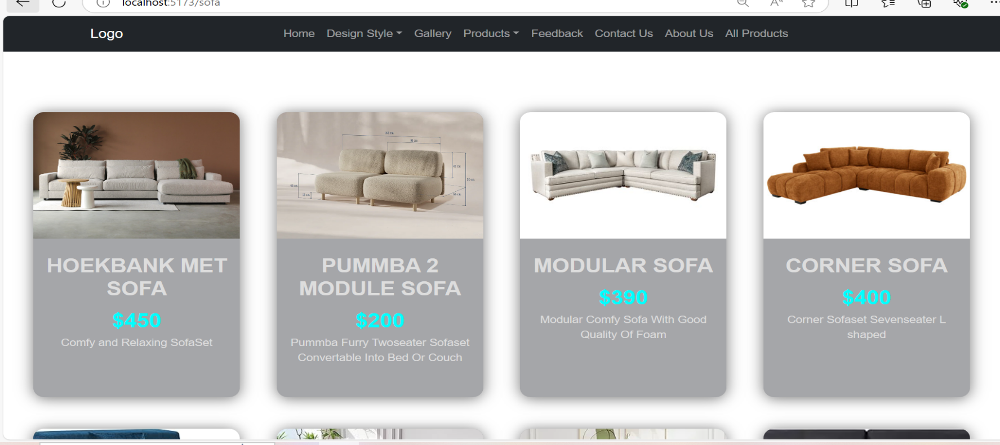 localhost:5173/sofa
Logo
Home Design Style Gallery Products Feedback Contact Us About Us All Products
HOEKBANK MET
SOFA
$450
Comfy and Relaxing SofaSet
PUMMBA 2
MODULE SOFA
$200
Pummba Furry Twoseater Sofaset
Convertable Into Bed Or Couch
MODULAR SOFA
$390
Modular Comfy Sofa With Good
Quality Of Foam
CORNER SOFA
$400
Corner Sofaset Sevenseater L
shaped